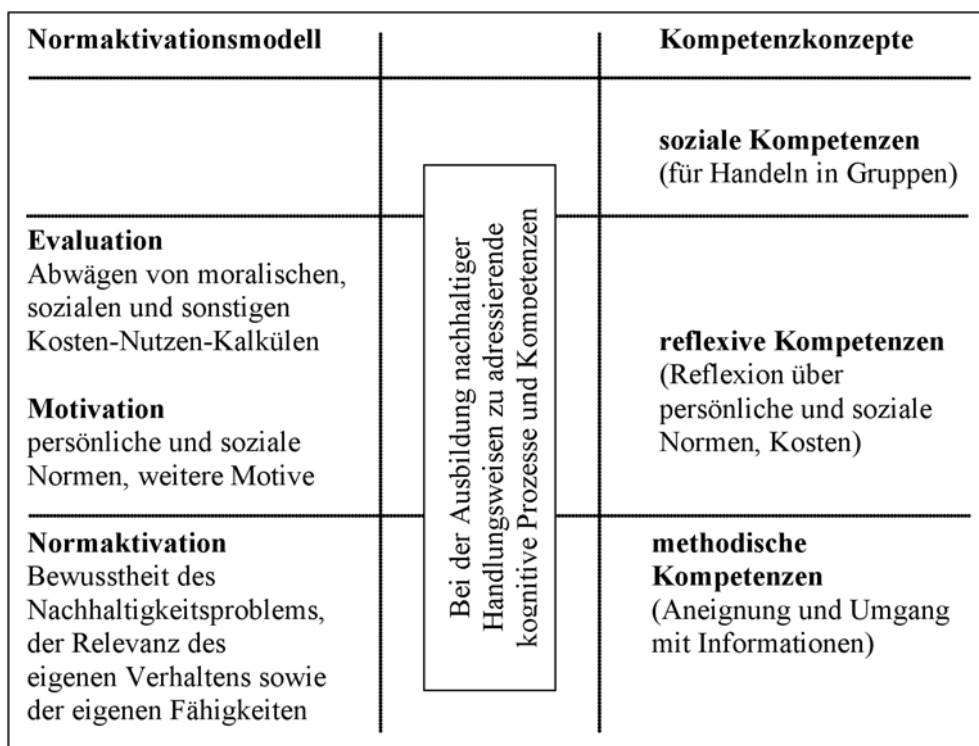 Normaktivationsmodell
Kompetenzkonzepte
soziale Kompetenzen
(für Handeln in Gruppen)
Evaluation
Abwägen von moralischen,
sozialen und sonstigen
Kosten-Nutzen-Kalkülen
Motivation
persönliche und soziale
Normen, weitere Motive
reflexive Kompetenzen
(Reflexion über
persönliche und soziale
Normen, Kosten)
Normaktivation
Bewusstheit des
Nachhaltigkeitsproblems,
der Relevanz des
eigenen Verhaltens sowie
der eigenen Fähigkeiten
methodische
Kompetenzen
(Aneignung und Umgang
mit Informationen)
Bei der Ausbildung nachhaltiger
Handlungsweisen zu adressierende
kognitive Prozesse und Kompetenzen